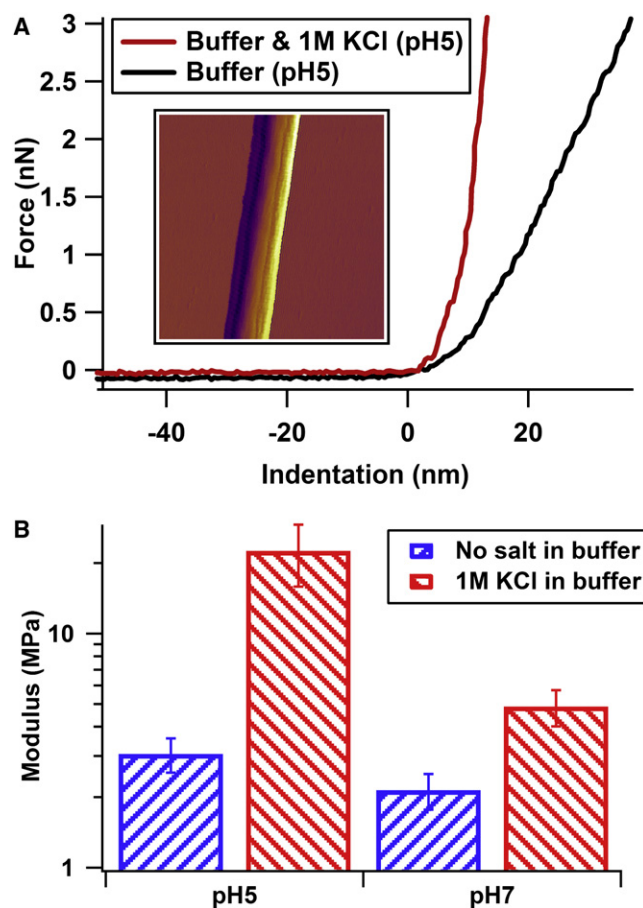 A
Buffer & 1M KCl (pH5)
Buffer (pH5)
3
2.5
2
1.5
1
0.5
0
Force (nN)
-40 -20 0 20
Indentation (nm)
B
No salt in buffer
1M KCl in buffer
10
1
Modulus (MPa)
pH5 pH7